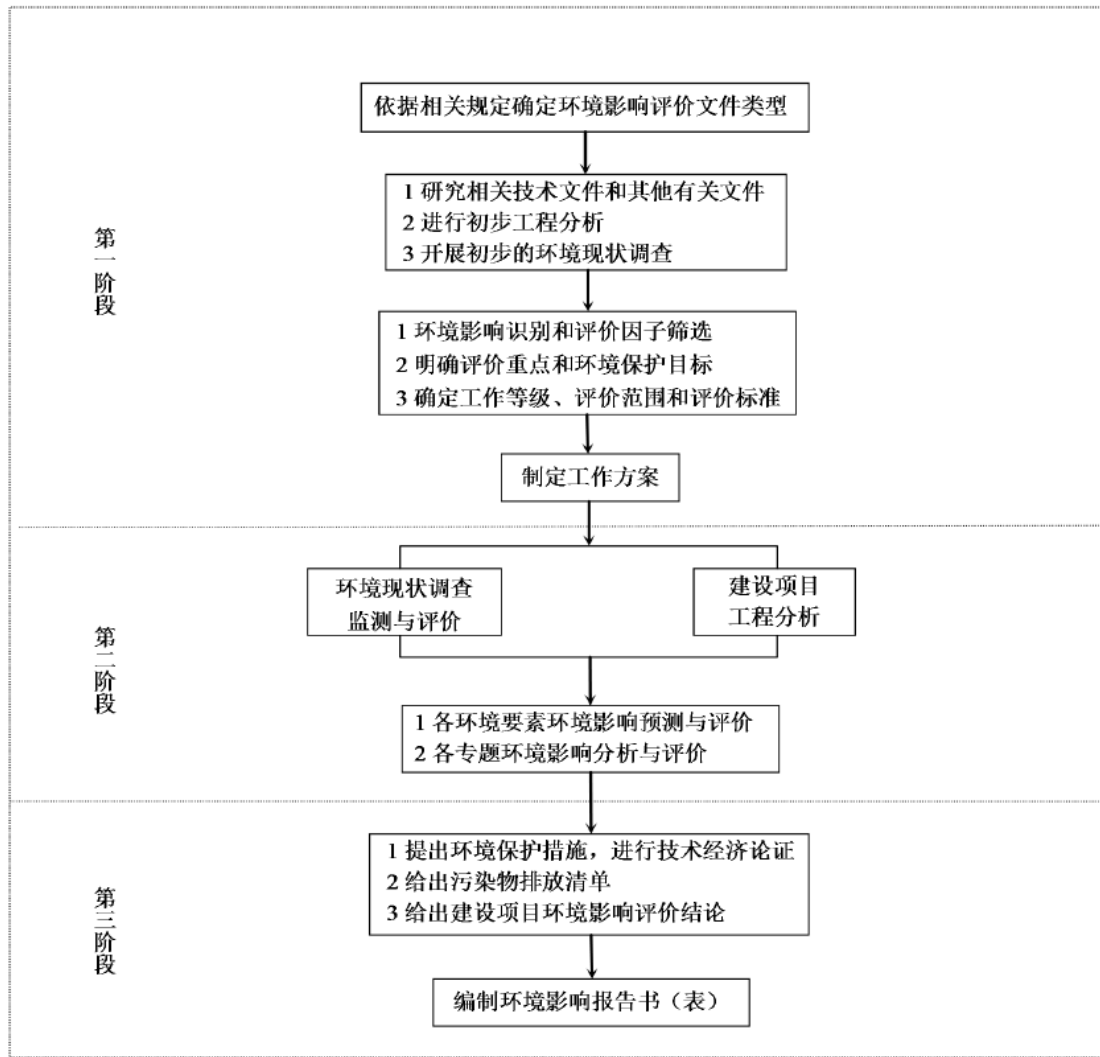 依据相关规定确定环境影响评价文件类型
第一阶段
1 研究相关技术文件和其他有关文件
2 进行初步工程分析
3 开展初步的环境现状调查
1 环境影响识别和评价因子筛选
2 明确评价重点和环境保护目标
3 确定工作等级、评价范围和评价标准
制定工作方案
第二阶段
环境现状调查
监测与评价
建设项目
工程分析
1 各环境要素环境影响预测与评价
2 各专题环境影响分析与评价
第三阶段
1 提出环境保护措施，进行技术经济论证
2 给出污染物排放清单
3 给出建设项目环境影响评价结论
编制环境影响报告书（表）